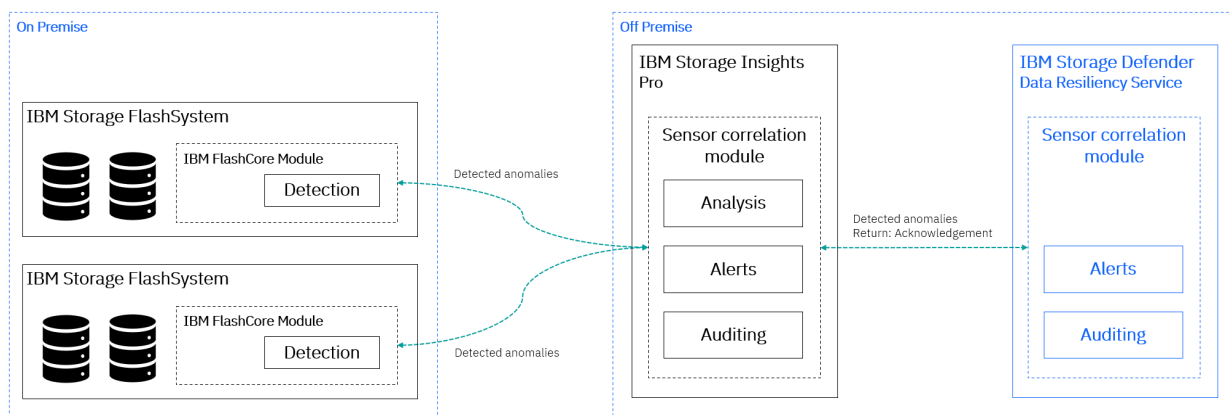 On Premise
IBM Storage FlashSystem
IBM FlashCore Module
Detection
IBM Storage FlashSystem
IBM FlashCore Module
Detection
Detected anomalies
Detected anomalies
Off Premise
IBM Storage Insights
Pro
Sensor correlation
module
Analysis
Alerts
Auditing
Detected anomalies
Return: Acknowledgement
IBM Storage Defender
Data Resiliency Service
Sensor correlation
module
Alerts
Auditing